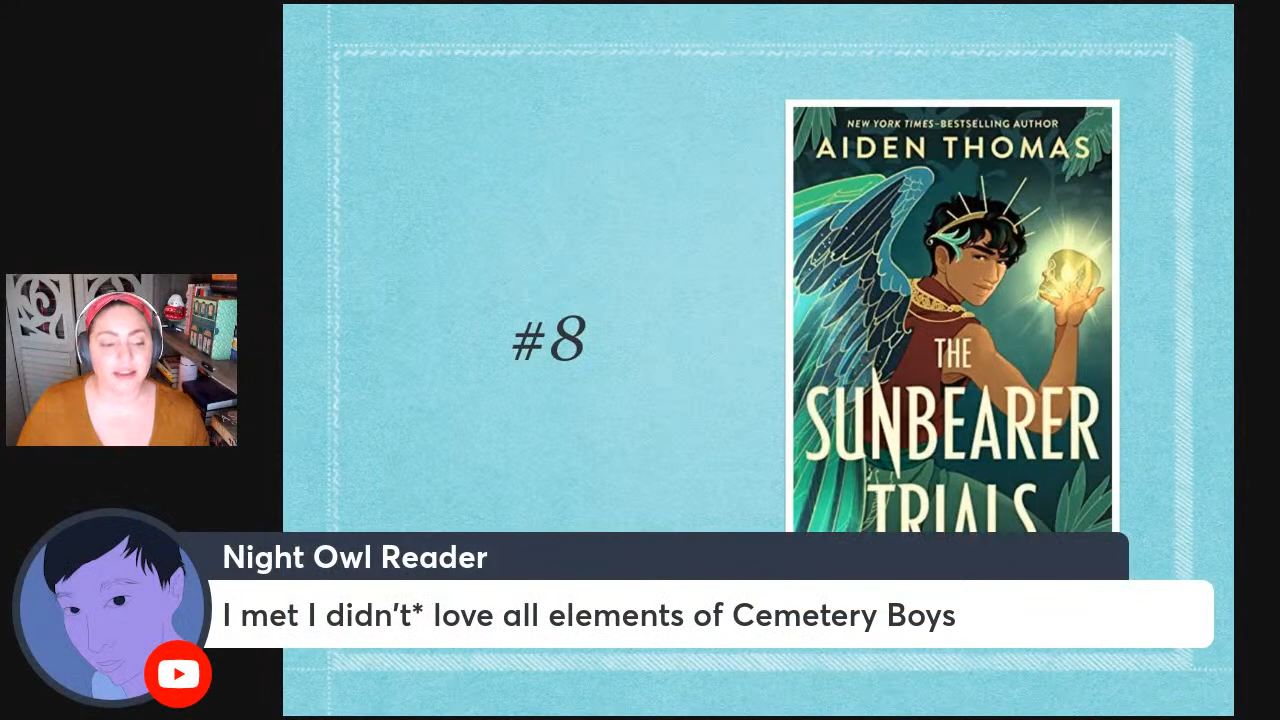 #8
NEW YORK TIMES–BESTSELLING AUTHOR
AIDEN THOMAS
THE
SUNBEARER
TRIALS
Night Owl Reader
I met I didn't* love all elements of Cemetery Boys